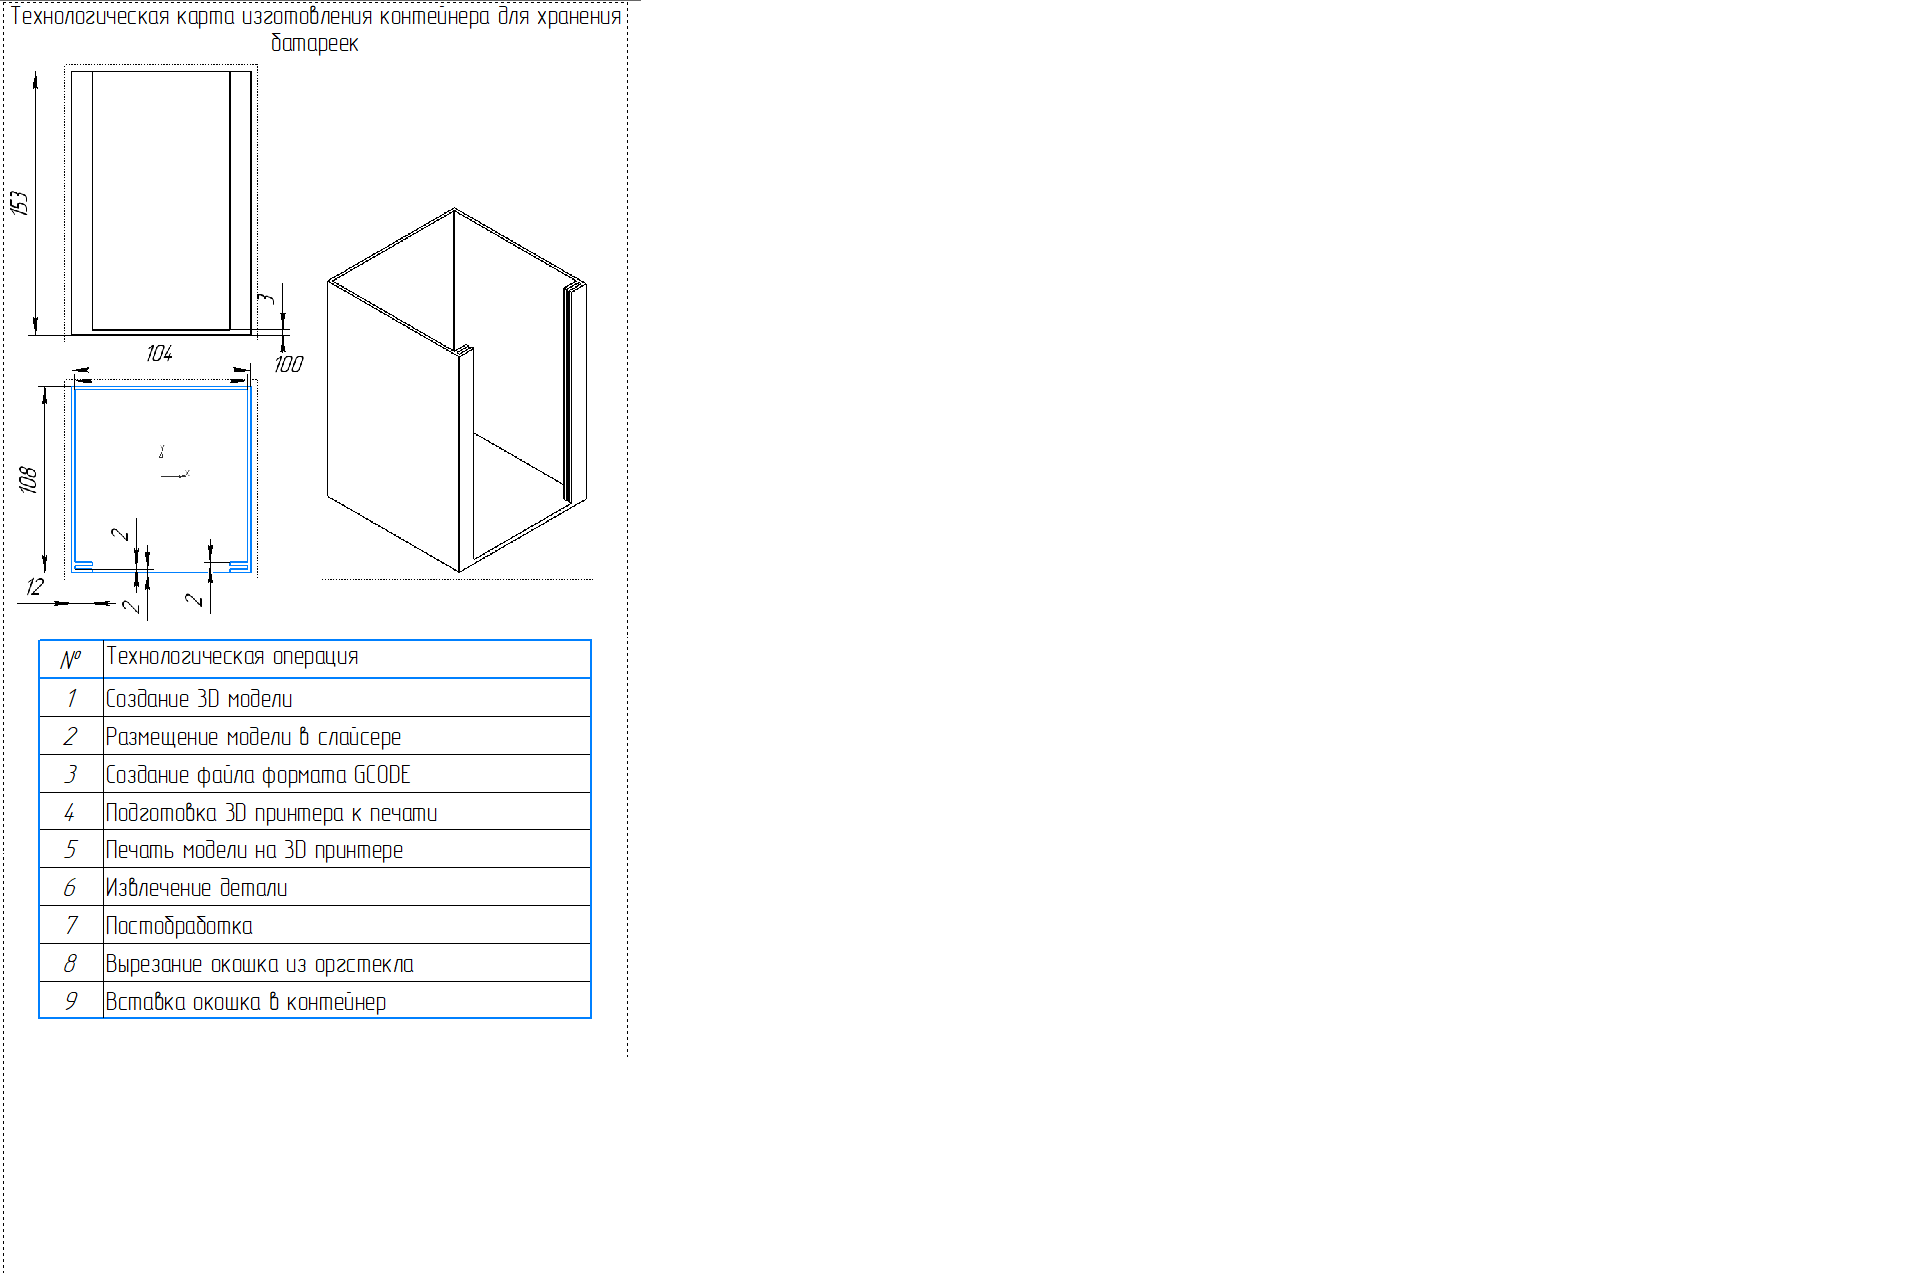 Технологическая карта изготовления контейнера для хранения
батареек
153
3
104
100
108
Y
X
2
12
2
2
№ Технологическая операция
1 Создание 3D модели
2 Размещение модели в слайсере
3 Создание файла формата GCODE
4 Подготовка 3D принтера к печати
5 Печать модели на 3D принтере
6 Извлечение детали
7 Постобработка
8 Вырезание окошка из оргстекла
9 Вставка окошка в контейнер